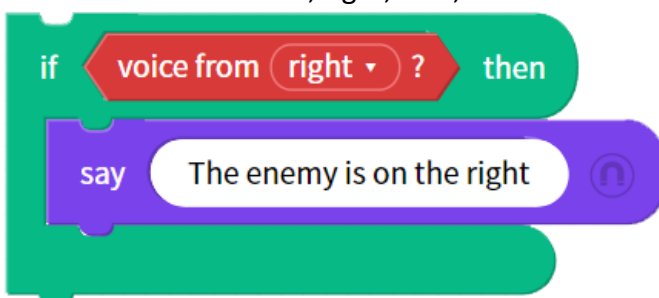 if voice from right ? then
say The enemy is on the right